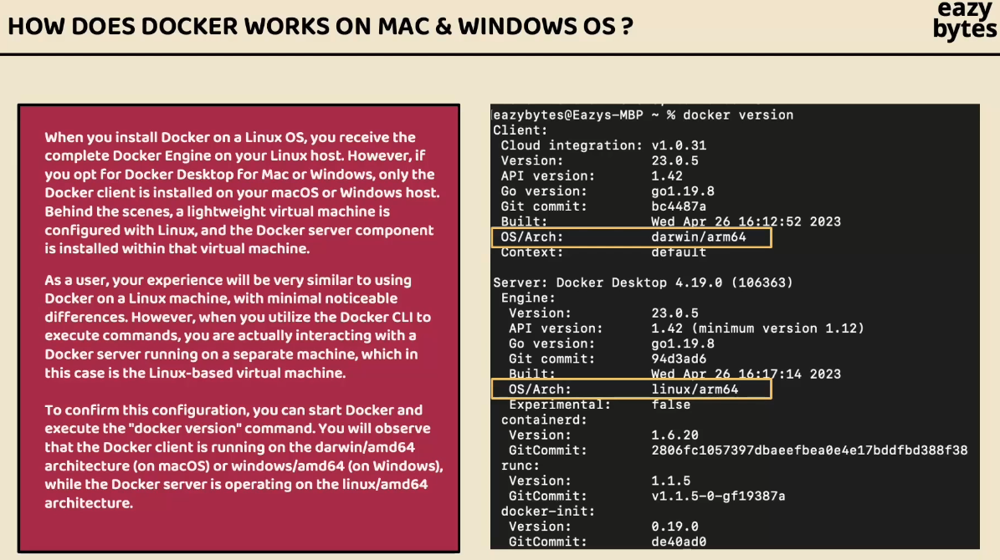 HOW DOES DOCKER WORKS ON MAC & WINDOWS OS ?
eazy
bytes
When you install Docker on a Linux OS, you receive the
complete Docker Engine on your Linux host. However, if
you opt for Docker Desktop for Mac or Windows, only the
Docker client is installed on your macOS or Windows host.
Behind the scenes, a lightweight virtual machine is
configured with Linux, and the Docker server component
is installed within that virtual machine.
As a user, your experience will be very similar to using
Docker on a Linux machine, with minimal noticeable
differences. However, when you utilize the Docker CLI to
execute commands, you are actually interacting with a
Docker server running on a separate machine, which in
this case is the Linux-based virtual machine.
To confirm this configuration, you can start Docker and
execute the "docker version" command. You will observe
that the Docker client is running on the darwin/amd64
architecture (on macOS) or windows/amd64 (on Windows),
while the Docker server is operating on the linux/amd64
architecture.
[eazybytes@Eazys-MBP ~ % docker version
Client:
Cloud integration: v1.0.31
Version: 23.0.5
API version: 1.42
Go version: go1.19.8
Git commit: bc4487a
Built: Wed Apr 26 16:12:52 2023
OS/Arch: darwin/arm64
Context: default
Server: Docker Desktop 4.19.0 (106363)
Engine:
Version: 23.0.5
API version: 1.42 (minimum version 1.12)
Go version: go1.19.8
Git commit: 94d3ad6
Built: Wed Apr 26 16:17:14 2023
OS/Arch: linux/arm64
Experimental: false
containerd:
Version: 1.6.20
GitCommit: 2806fc1057397dbaeefbea0e4e17bddfbd388f38
runc:
Version: 1.1.5
GitCommit: v1.1.5-0-gf19387a
docker-init:
Version: 0.19.0
GitCommit: de40ad0